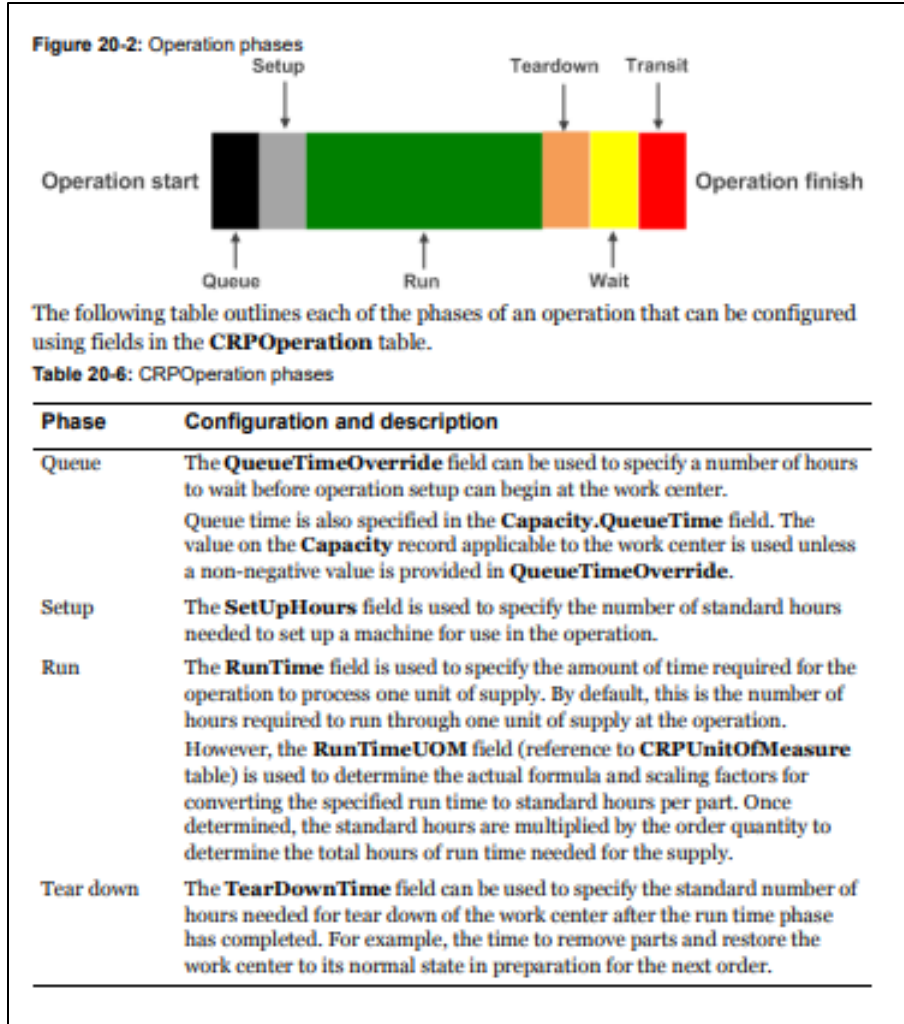 Figure 20-2: Operation phases
Setup Teardown Transit
Operation start Operation finish
Queue Run Wait
The following table outlines each of the phases of an operation that can be configured
using fields in the CRPOperation table.
Table 20-6: CRPOperation phases
Phase Configuration and description
Queue The QueueTimeOverride field can be used to specify a number of hours
to wait before operation setup can begin at the work center.
Queue time is also specified in the Capacity.QueueTime field. The
value on the Capacity record applicable to the work center is used unless
a non-negative value is provided in QueueTimeOverride.
Setup The SetUpHours field is used to specify the number of standard hours
needed to set up a machine for use in the operation.
Run The RunTime field is used to specify the amount of time required for the
operation to process one unit of supply. By default, this is the number of
hours required to run through one unit of supply at the operation.
However, the RunTimeUOM field (reference to CRPUnitOfMeasure
table) is used to determine the actual formula and scaling factors for
converting the specified run time to standard hours per part. Once
determined, the standard hours are multiplied by the order quantity to
determine the total hours of run time needed for the supply.
Tear down The TearDownTime field can be used to specify the standard number of
hours needed for tear down of the work center after the run time phase
has completed. For example, the time to remove parts and restore the
work center to its normal state in preparation for the next order.